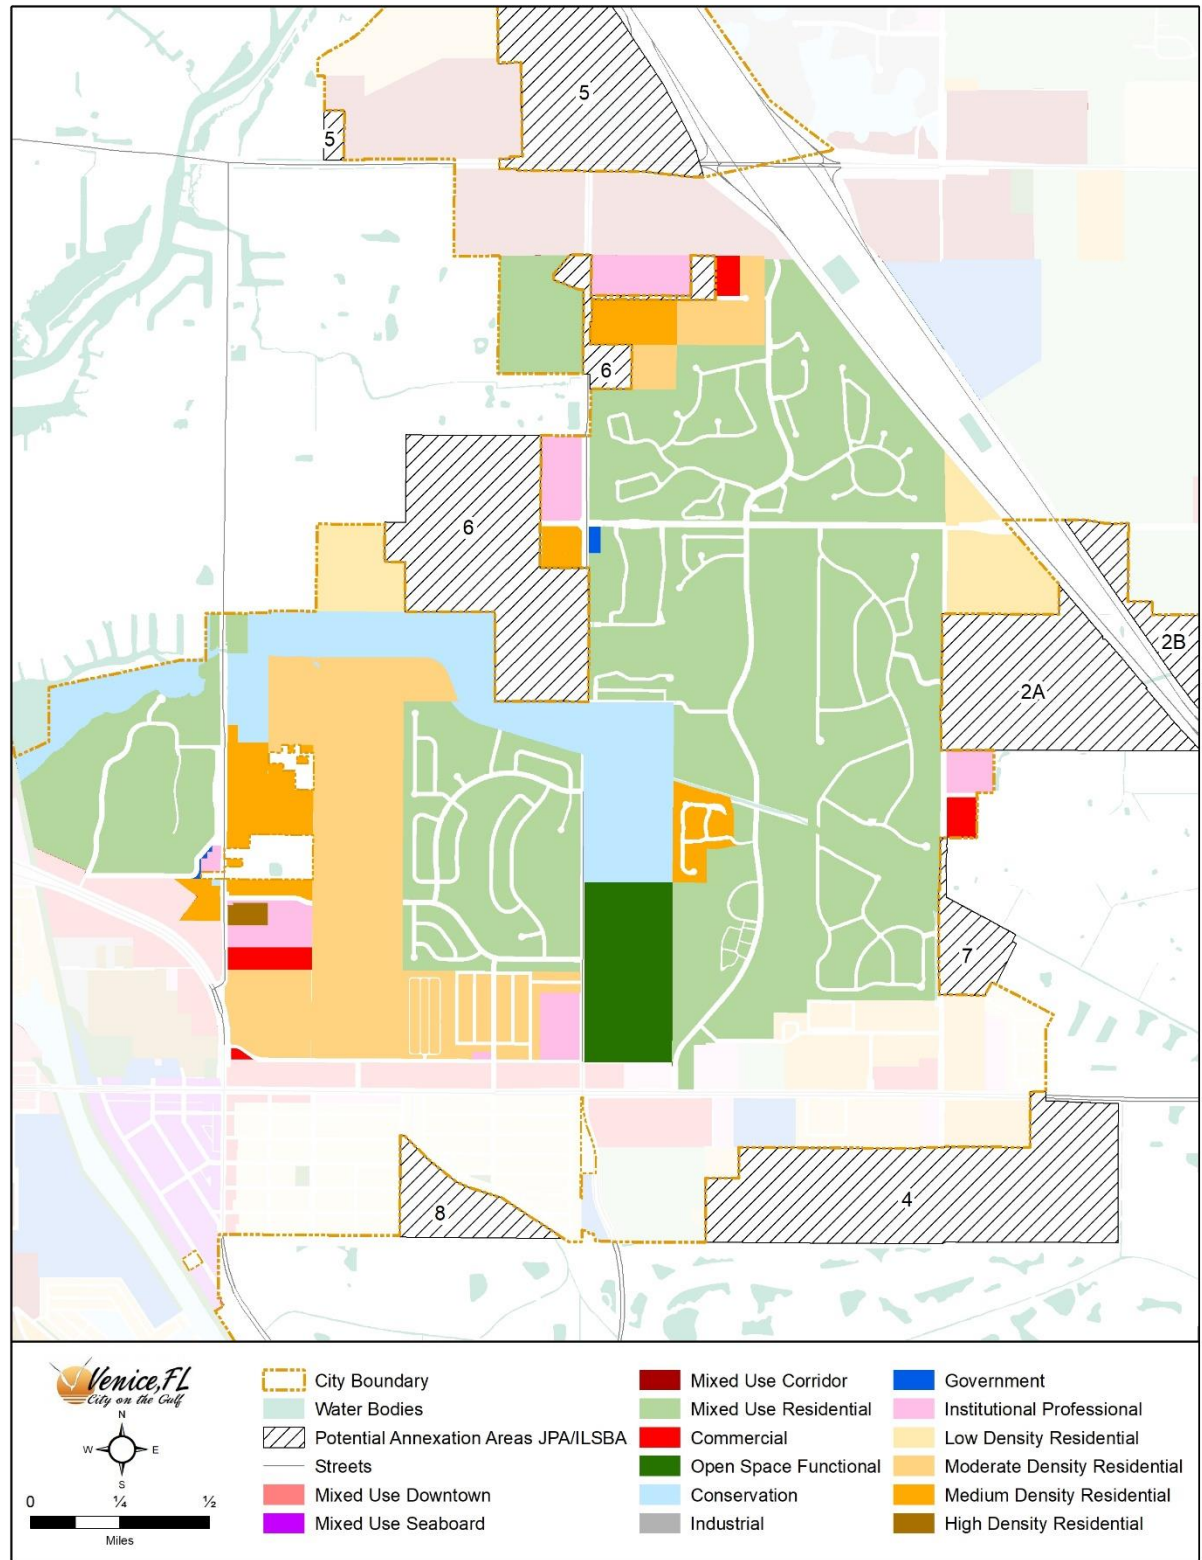 5
5
6
6
2B
2A
7
4
8
Venice, FL
City on the Gulf
N
W E
S
0 ¼ ½
Miles
City Boundary
Water Bodies
Potential Annexation Areas JPA/ILSBA
Streets
Mixed Use Downtown
Mixed Use Seaboard
Mixed Use Corridor
Mixed Use Residential
Commercial
Open Space Functional
Conservation
Industrial
Government
Institutional Professional
Low Density Residential
Moderate Density Residential
Medium Density Residential
High Density Residential